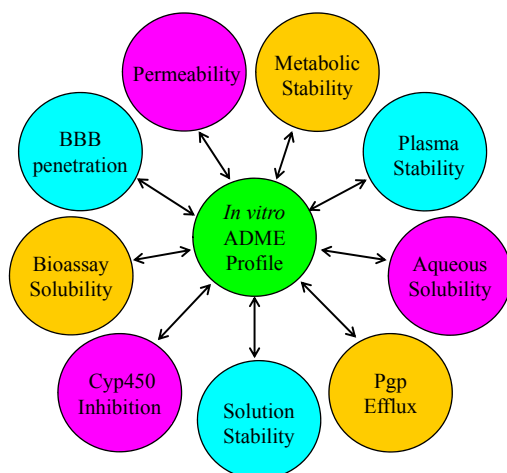 Permeability
Metabolic
Stability
BBB
penetration
Plasma
Stability
In vitro
ADME
Profile
Bioassay
Solubility
Aqueous
Solubility
Cyp450
Inhibition
Pgp
Efflux
Solution
Stability